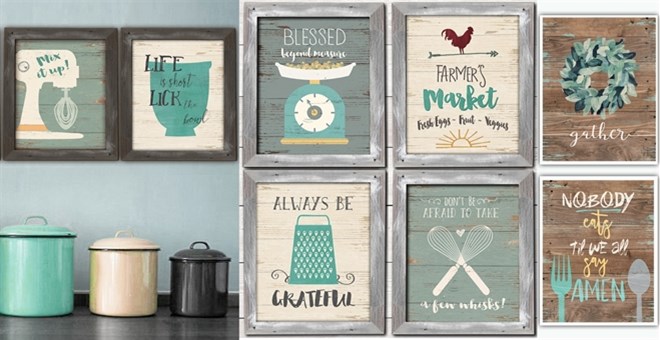 Mix
it up!
LIFE
is short
LICK the
bowl
BLESSED
beyond measure
FARMER'S
Market
Fresh Eggs - Fruit - Veggies
gather
ALWAYS BE
GRATEFUL
DON'T BE
AFRAID TO TAKE
a few whisks!
NOBODY
eats
'til WE All
say
AMEN